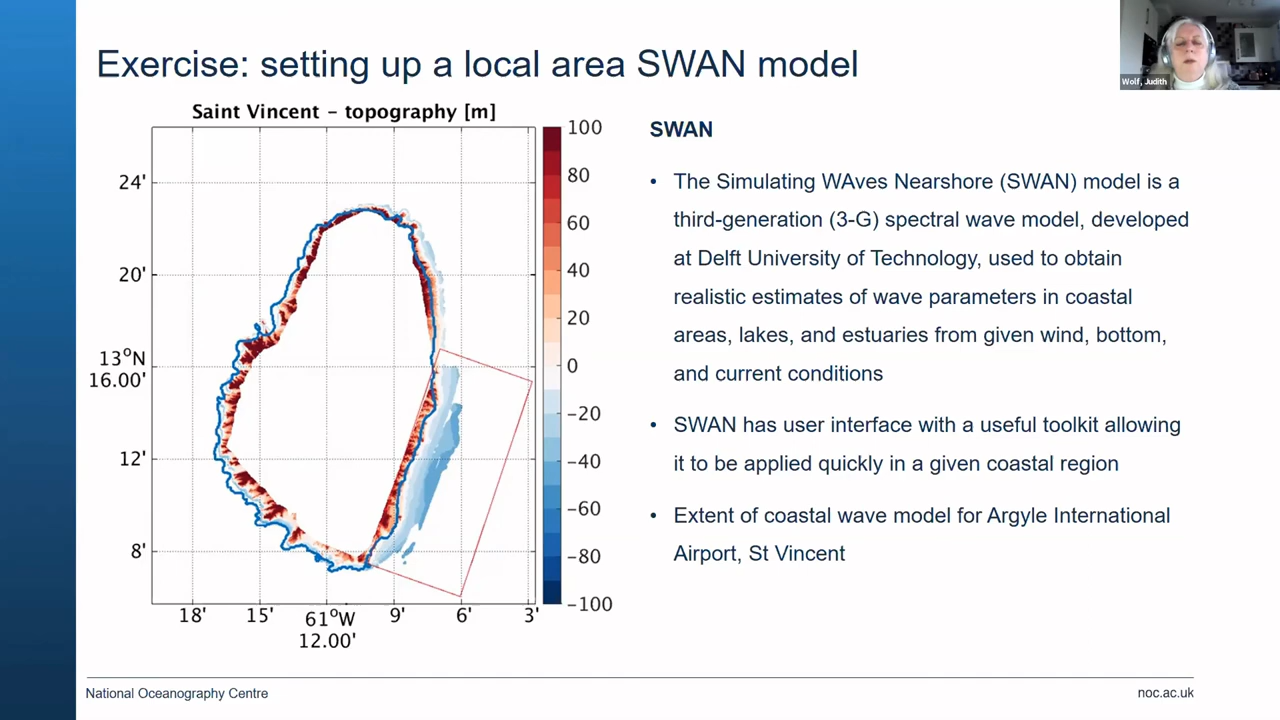 Exercise: setting up a local area SWAN model
Wolf, Judith
Saint Vincent – topography [m]
24'
20'
13°N
16.00'
12'
8'
18'
15'
61°W
12.00'
9'
6'
3'
100
80
60
40
20
0
−20
−40
−60
−80
−100
SWAN
• The Simulating WAves Nearshore (SWAN) model is a
third-generation (3-G) spectral wave model, developed
at Delft University of Technology, used to obtain
realistic estimates of wave parameters in coastal
areas, lakes, and estuaries from given wind, bottom,
and current conditions
• SWAN has user interface with a useful toolkit allowing
it to be applied quickly in a given coastal region
• Extent of coastal wave model for Argyle International
Airport, St Vincent
National Oceanography Centre
noc.ac.uk